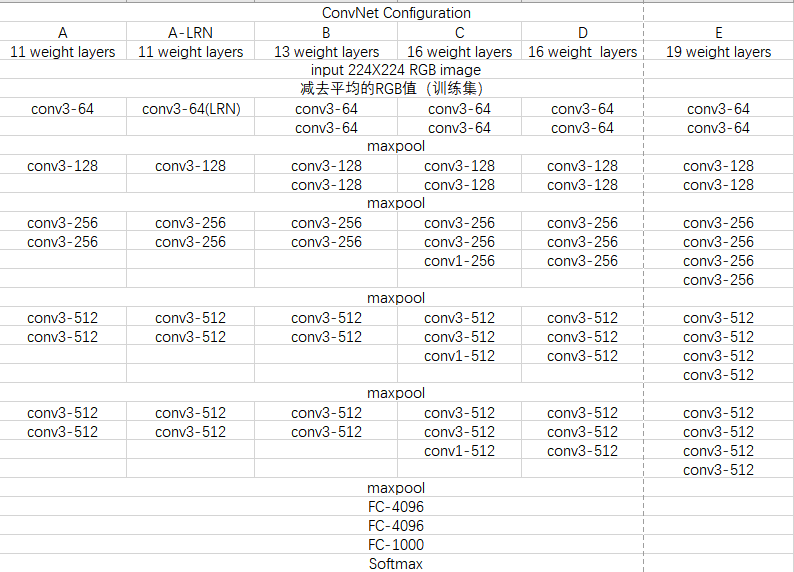 ConvNet Configuration
A A-LRN B C D E
11 weight layers 11 weight layers 13 weight layers 16 weight layers 16 weight layers 19 weight layers
input 224X224 RGB image
减去平均的RGB值（训练集）
conv3-64 conv3-64(LRN) conv3-64 conv3-64 conv3-64 conv3-64
conv3-64 conv3-64 conv3-64 conv3-64
maxpool
conv3-128 conv3-128 conv3-128 conv3-128 conv3-128 conv3-128
conv3-128 conv3-128 conv3-128 conv3-128
maxpool
conv3-256 conv3-256 conv3-256 conv3-256 conv3-256 conv3-256
conv3-256 conv3-256 conv3-256 conv3-256 conv3-256 conv3-256
conv1-256 conv3-256 conv3-256
conv3-256
maxpool
conv3-512 conv3-512 conv3-512 conv3-512 conv3-512 conv3-512
conv3-512 conv3-512 conv3-512 conv3-512 conv3-512 conv3-512
conv1-512 conv3-512 conv3-512
conv3-512
maxpool
conv3-512 conv3-512 conv3-512 conv3-512 conv3-512 conv3-512
conv3-512 conv3-512 conv3-512 conv3-512 conv3-512 conv3-512
conv1-512 conv3-512 conv3-512
conv3-512
maxpool
FC-4096
FC-4096
FC-1000
Softmax